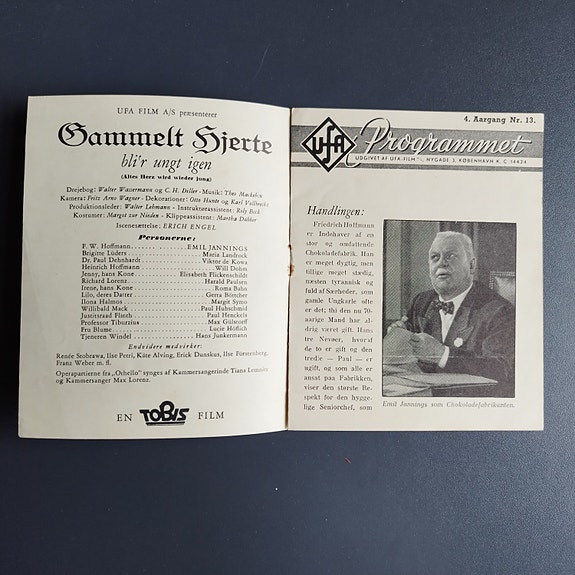 UFA FILM A/S præsenterer
Gammelt Hjerte
bli'r ungt igen
(Altes Herz wird wieder jung)
Drejebog: Walter Wassermann og C. H. Diller · Musik: Theo Mackeben
Kamera: Fritz Arno Wagner · Dekorationer: Otto Hunte og Karl Vollbrecht
Produktionsleder: Walter Lehmann · Instruktørassistent: Roly Bock
Kostumer: Margot zur Nieden · Klippeassistent: Martha Dübber
Iscenesættelse: ERICH ENGEL
Personerne:
F. W. Hoffmann EMIL JANNINGS
Brigitte Lüders Maria Landrock
Dr. Paul Dehnhardt Viktor de Kowa
Heinrich Hoffmann Will Dohm
Jenny, hans Kone Elisabeth Flickenschildt
Richard Lorenz Harald Paulsen
Irene, hans Kone Roma Bahn
Lilo, deres Datter Gerra Böttcher
Ilona Halmos Margit Symo
Willibald Mack Paul Hubschmid
Justitsraad Fläeth Paul Henckels
Professor Tiburzius Max Gülstorff
Fru Blume Lucie Höflich
Tjeneren Windel Hans Junkermann
Endvidere medvirker:
Renée Stobrawa, Ilse Petri, Käte Alving, Erick Dunskus, Ilse Fürstenberg,
Franz Weber m. fl.
Operapartierne fra „Othello" synges af Kammersangerinde Tiana Lemnitz
og Kammersanger Max Lorenz.
EN TOBIS FILM
4. Aargang Nr. 13.
UFA Programmet
UDGIVET AF UFA-FILM NYGADE 3, KØBENHAVN K. C. 14824
Handlingen:
Friedrich Hoffmann
er Indehaver af en
stor og omfattende
Chokoladefabrik. Han
er meget dygtig, men
tillige meget stædig,
næsten tyrannisk og
fuld af Særheder, som
gamle Ungkarle ofte
er det; thi den nu 70-
aarige Mand har al-
drig været gift. Hans
tre Nevøer, hvoraf
de to er gift og den
tredie — Paul — er
ugift, og som alle er
ansat paa Fabrikken,
viser den største Re-
spekt for den hygge-
lige Seniorchef, som
Emil Jannings som Chokoladefabrikanten.